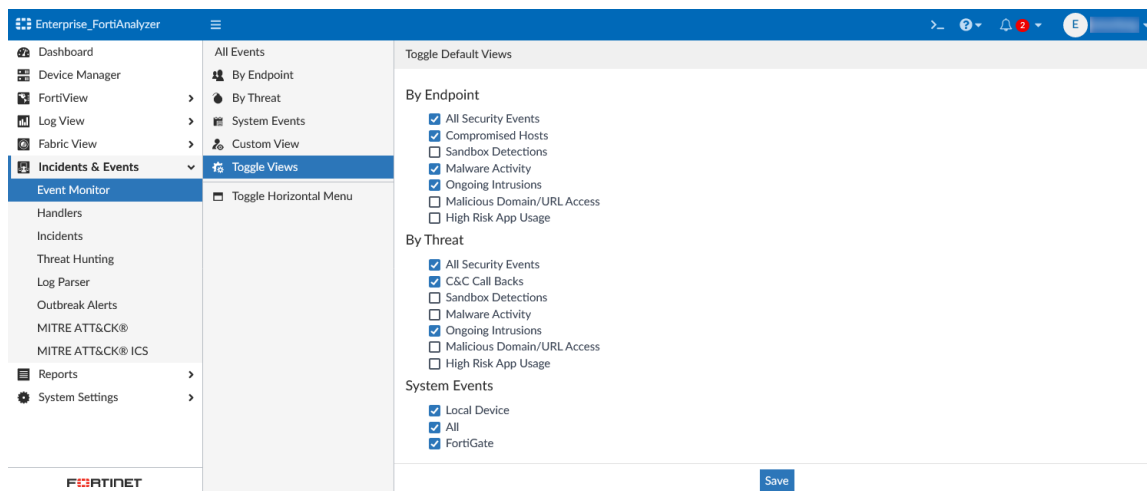 Enterprise_FortiAnalyzer
2
E
Dashboard
Device Manager
FortiView
Log View
Fabric View
Incidents & Events
Event Monitor
Handlers
Incidents
Threat Hunting
Log Parser
Outbreak Alerts
MITRE ATT&CK®
MITRE ATT&CK® ICS
Reports
System Settings
FORTINET
All Events
By Endpoint
By Threat
System Events
Custom View
Toggle Views
Toggle Horizontal Menu
Toggle Default Views
By Endpoint
All Security Events
Compromised Hosts
Sandbox Detections
Malware Activity
Ongoing Intrusions
Malicious Domain/URL Access
High Risk App Usage
By Threat
All Security Events
C&C Call Backs
Sandbox Detections
Malware Activity
Ongoing Intrusions
Malicious Domain/URL Access
High Risk App Usage
System Events
Local Device
All
FortiGate
Save